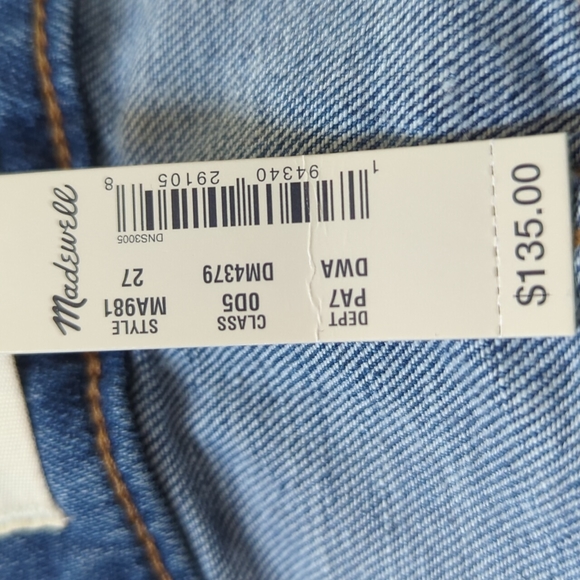 Madewell
STYLE CLASS DEPT
MA981 0D5 PA7
27 DM4379 DWA
DNS3005
1 94340 29105 8
$135.00